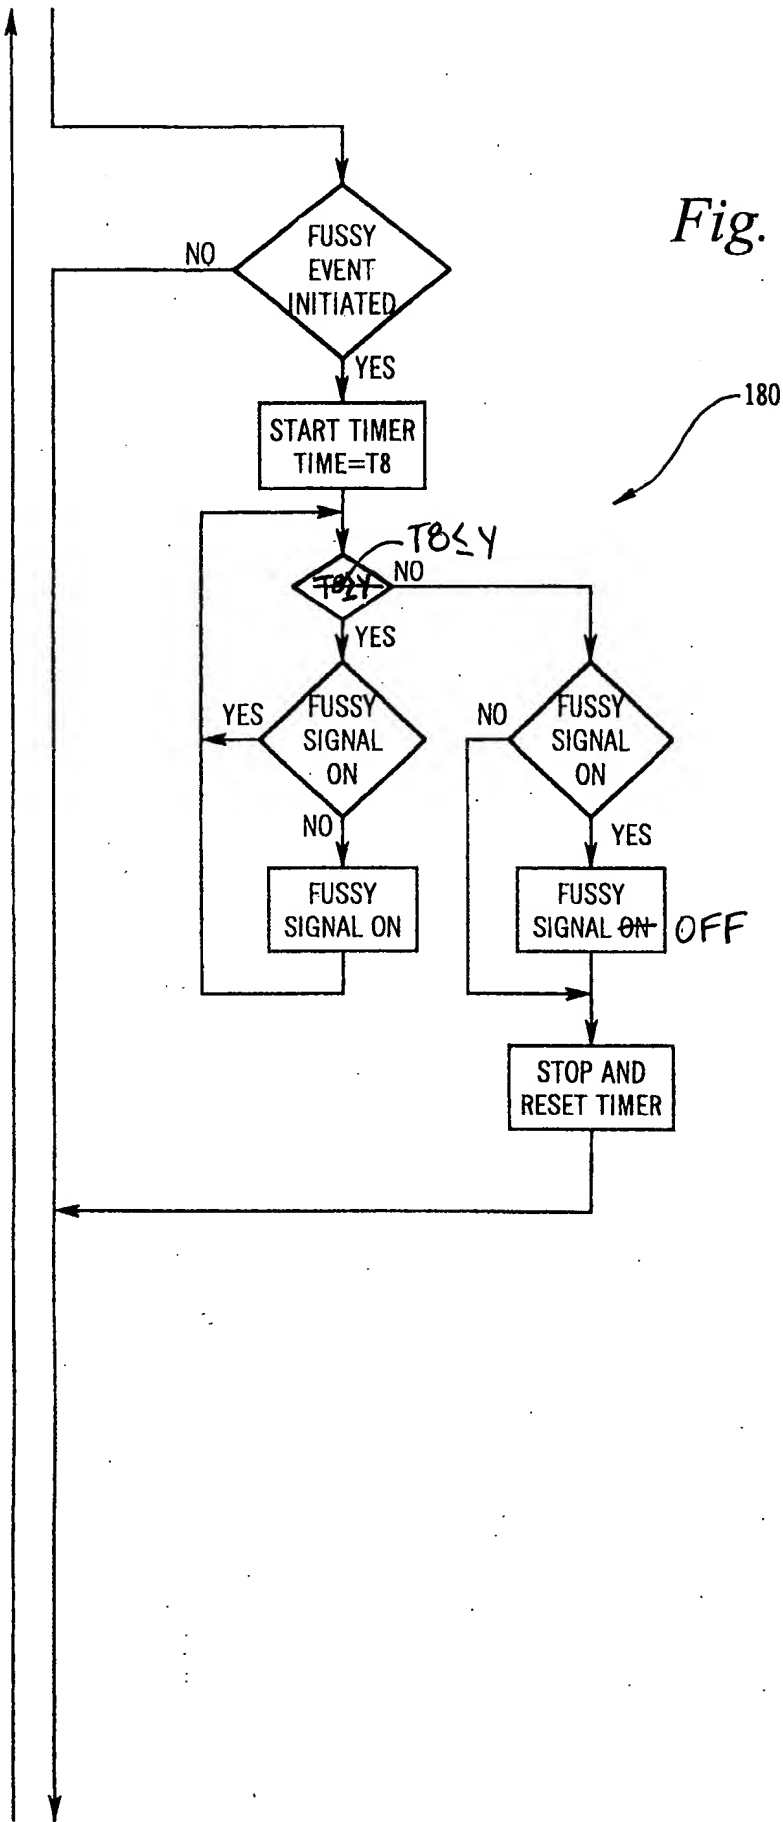 Fig.
FUSSY
EVENT
INITIATED
NO
YES
180
START TIMER
TIME=T8
T8≤Y
T8≥Y
NO
YES
FUSSY
SIGNAL
ON
YES
NO
FUSSY
SIGNAL
ON
NO
YES
FUSSY
SIGNAL ON
FUSSY
SIGNAL ON OFF
STOP AND
RESET TIMER